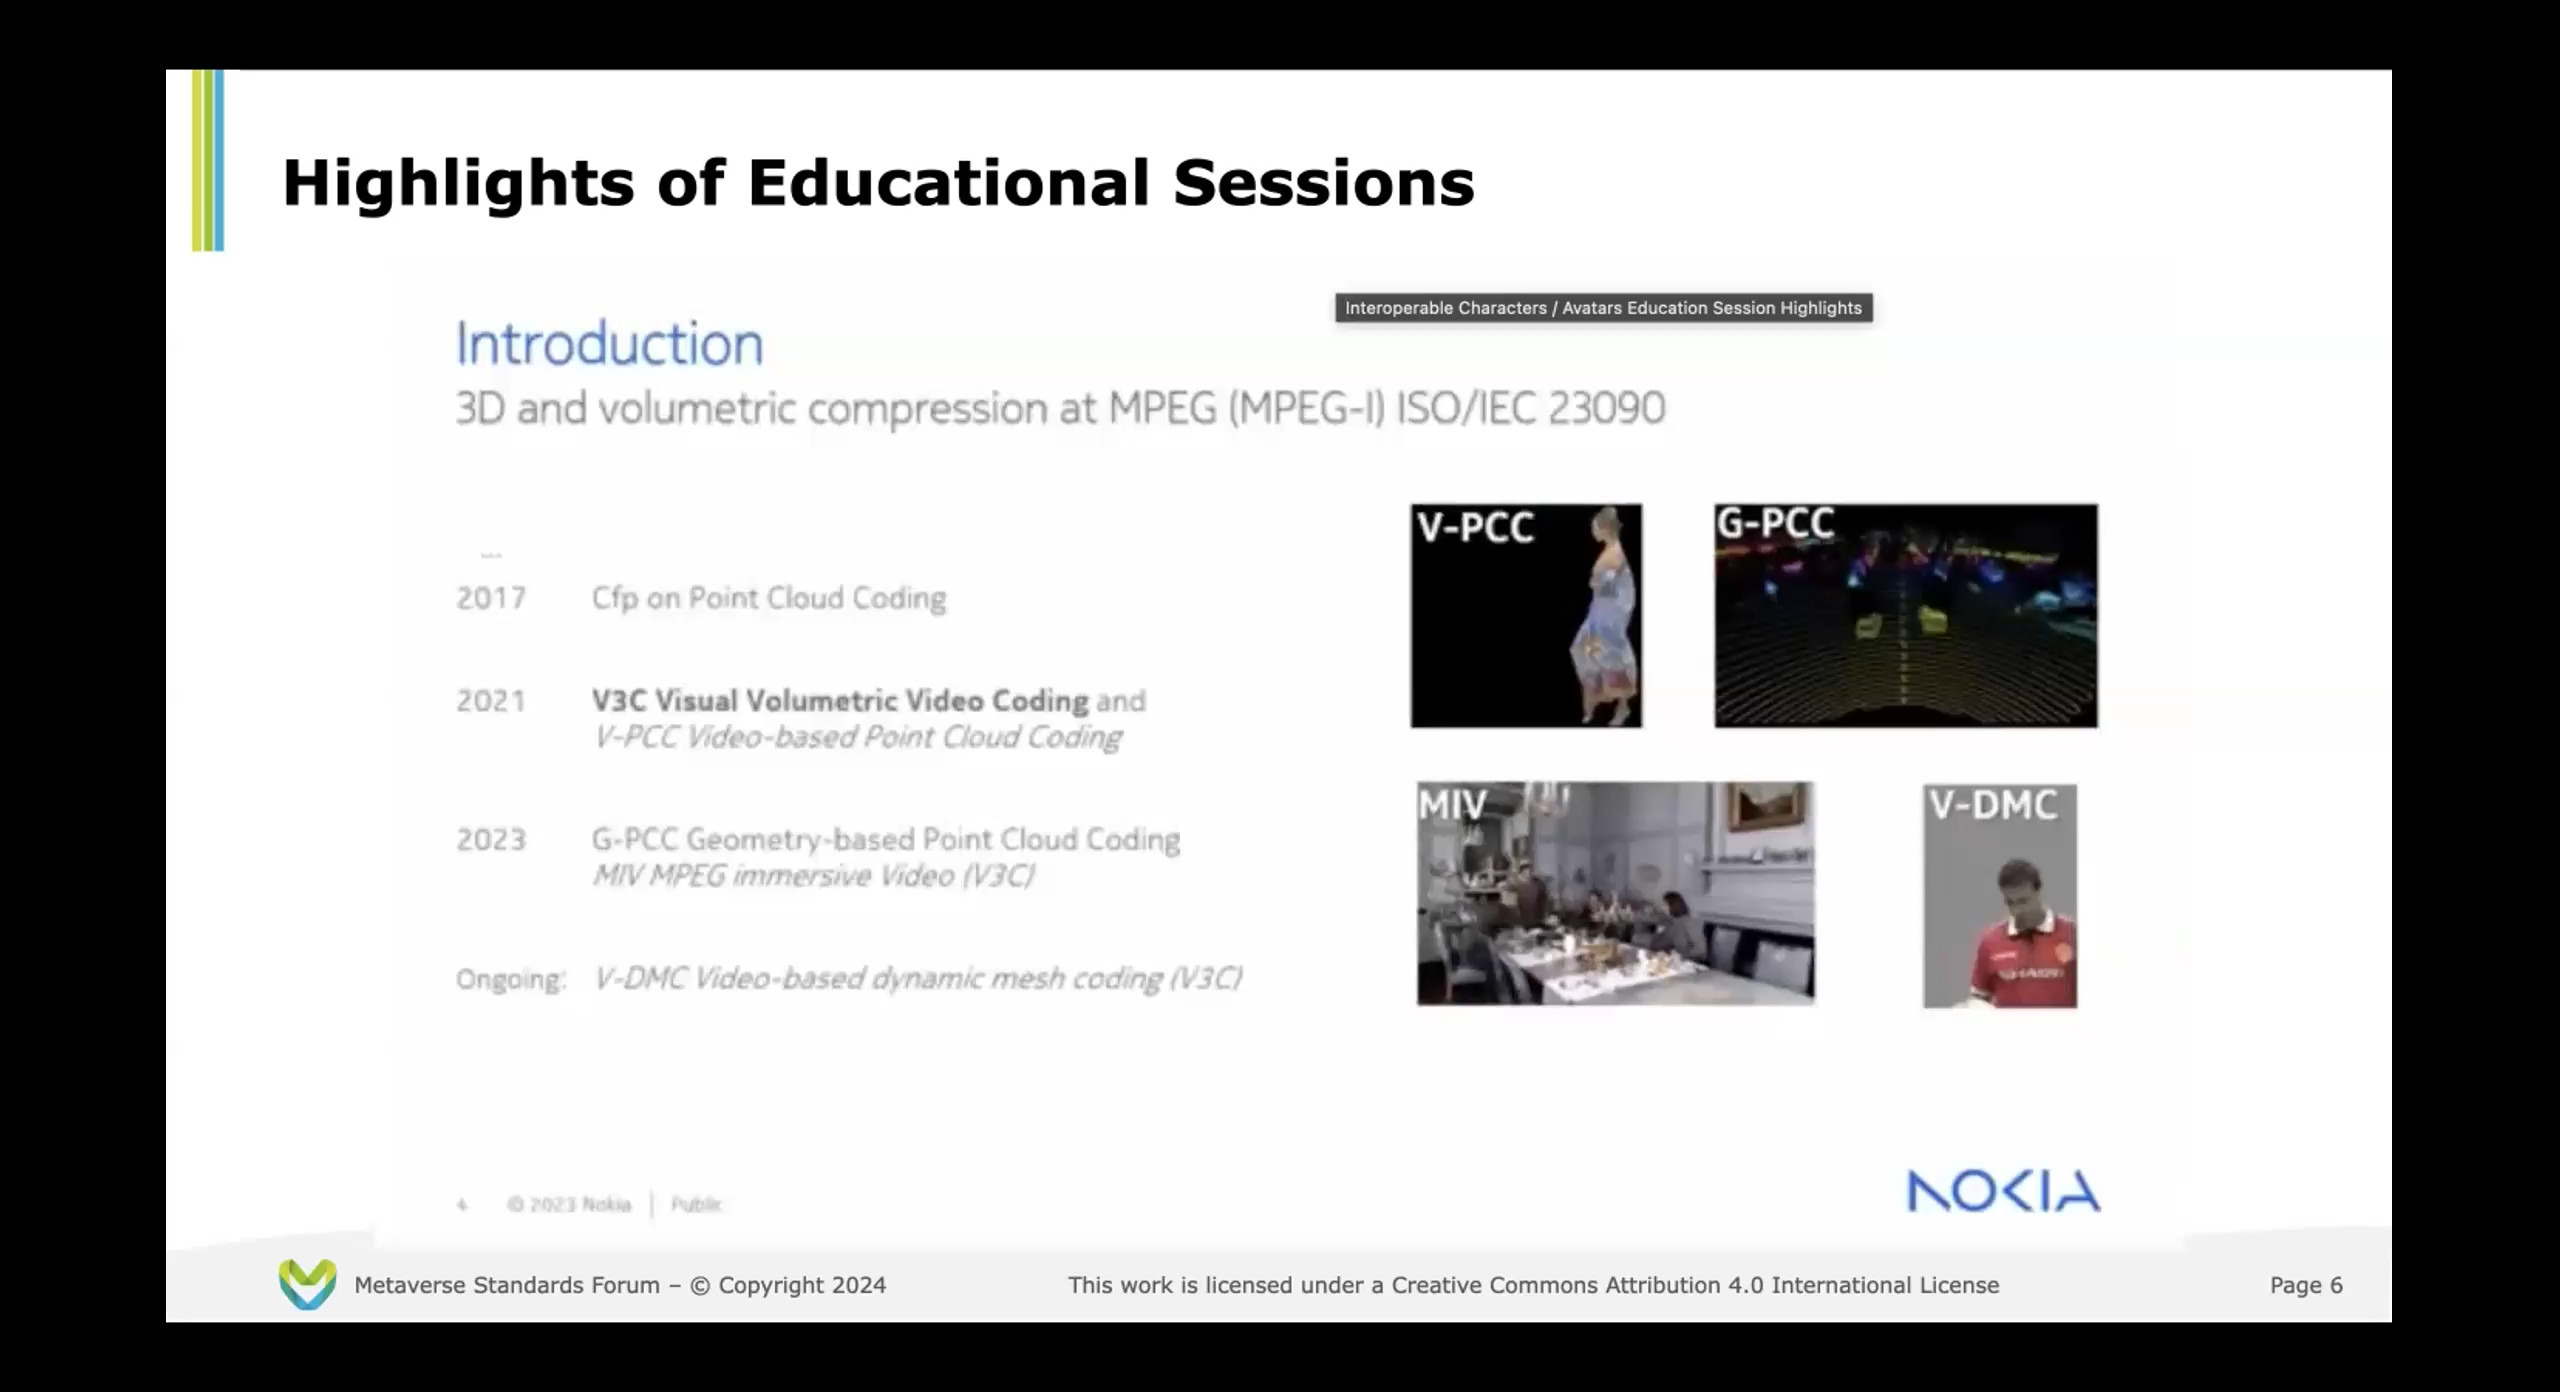 Highlights of Educational Sessions
Interoperable Characters / Avatars Education Session Highlights
Introduction
3D and volumetric compression at MPEG (MPEG-I) ISO/IEC 23090
...
2017 Cfp on Point Cloud Coding
2021 V3C Visual Volumetric Video Coding and
V-PCC Video-based Point Cloud Coding
2023 G-PCC Geometry-based Point Cloud Coding
MIV MPEG immersive Video (V3C)
Ongoing: V-DMC Video-based dynamic mesh coding (V3C)
V-PCC
G-PCC
MIV
V-DMC
SHARP
4 © 2023 Nokia | Public
NOKIA
Metaverse Standards Forum – © Copyright 2024
This work is licensed under a Creative Commons Attribution 4.0 International License
Page 6